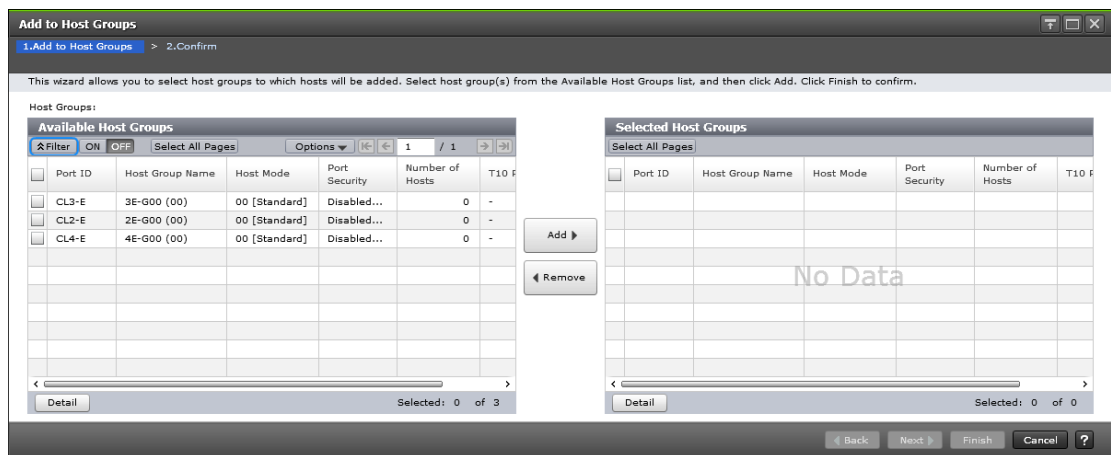 Add to Host Groups
1.Add to Host Groups > 2.Confirm
This wizard allows you to select host groups to which hosts will be added. Select host group(s) from the Available Host Groups list, and then click Add. Click Finish to confirm.
Host Groups:
Available Host Groups
Filter ON OFF Select All Pages Options 1 / 1
Port ID Host Group Name Host Mode Port Security Number of Hosts T10
CL3-E 3E-G00 (00) 00 [Standard] Disabled... 0 -
CL2-E 2E-G00 (00) 00 [Standard] Disabled... 0 -
CL4-E 4E-G00 (00) 00 [Standard] Disabled... 0 -
Detail Selected: 0 of 3
Add
Remove
Selected Host Groups
Select All Pages
Port ID Host Group Name Host Mode Port Security Number of Hosts T10
No Data
Detail Selected: 0 of 0
Back Next Finish Cancel ?